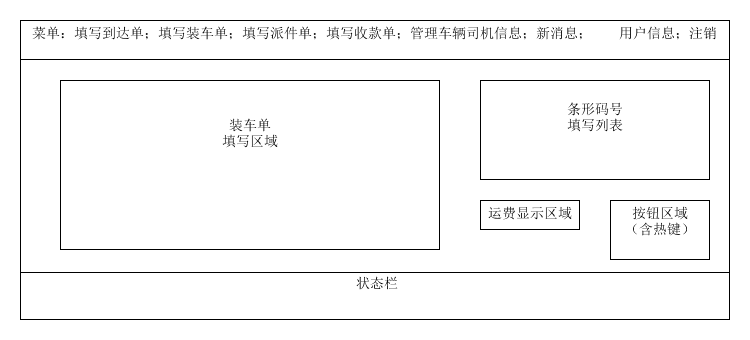 菜单：填写到达单；填写装车单；填写派件单；填写收款单；管理车辆司机信息；新消息； 用户信息；注销
装车单
填写区域
条形码号
填写列表
运费显示区域
按钮区域
（含热键）
状态栏